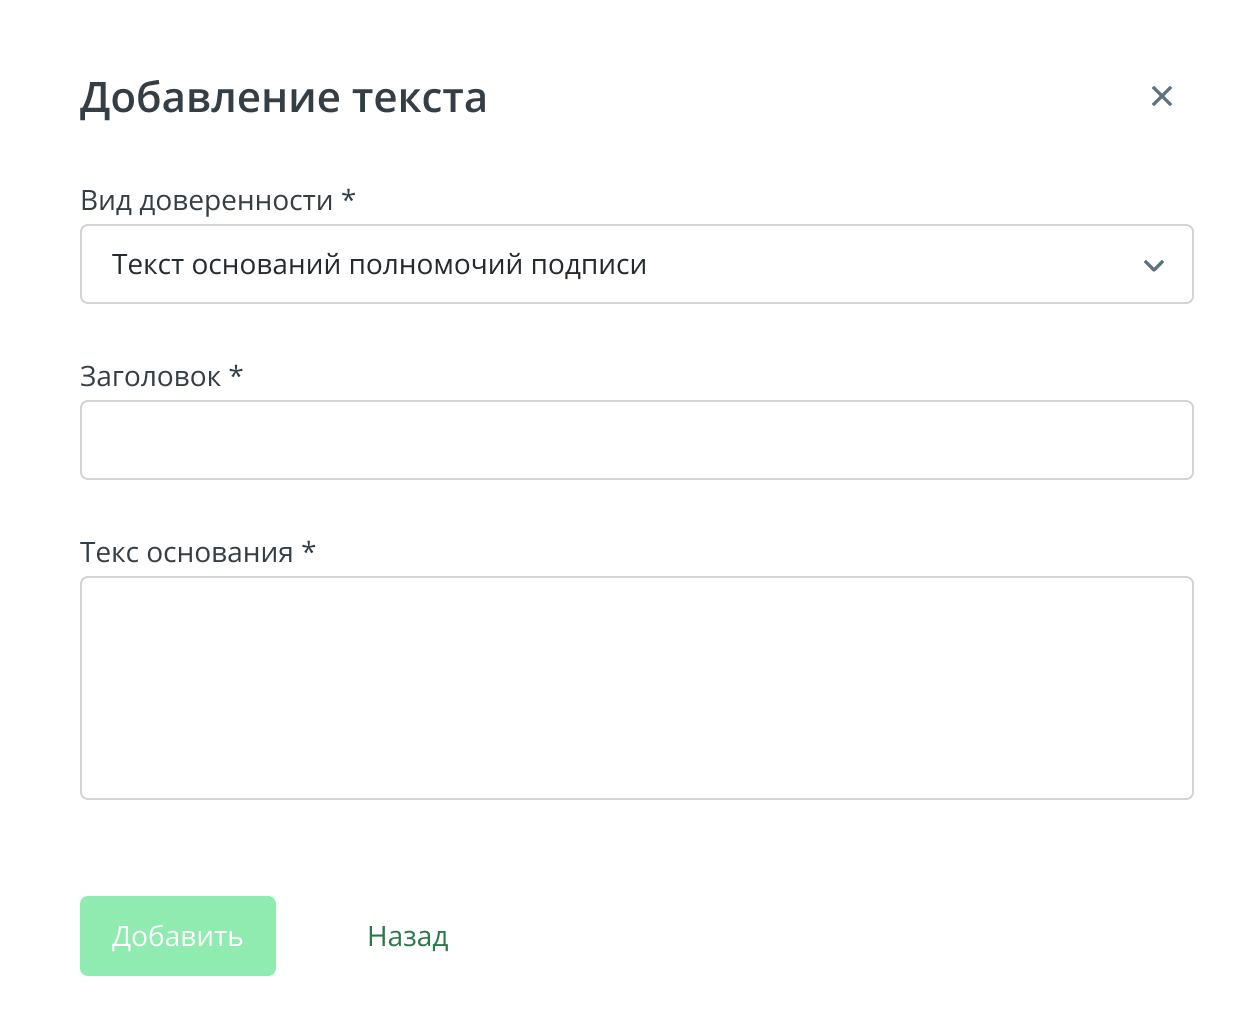 Добавление текста
Вид доверенности *
Текст оснований полномочий подписи
Заголовок *
Текс основания *
Добавить
Назад